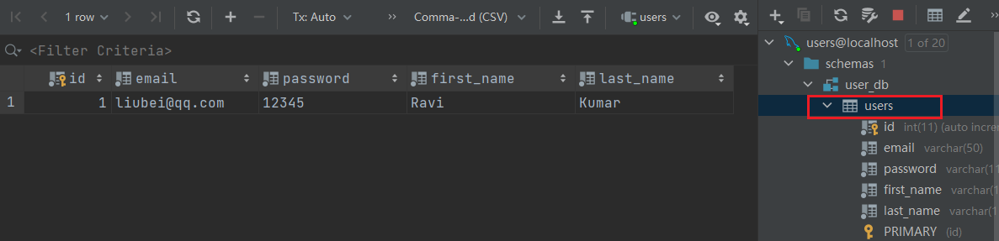 1 row
Tx: Auto
Comma-...d (CSV)
users
<Filter Criteria>
id email password first_name last_name
1 1 liubei@qq.com 12345 Ravi Kumar
users@localhost 1 of 20
schemas 1
user_db
users
id int(11) (auto incre
email varchar(50)
password varchar(11
first_name varchar(1
last_name varchar(1
PRIMARY (id)